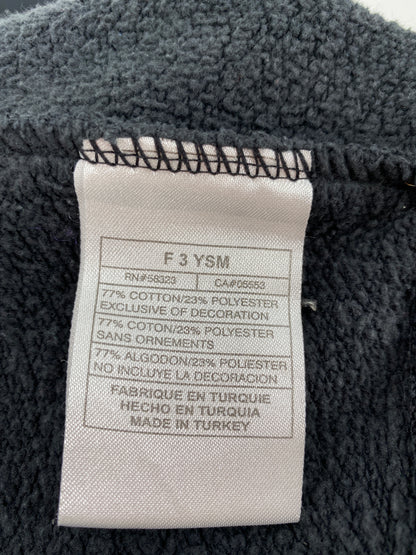 F 3 YSM
RN#56323 CA#05553
77% COTTON/23% POLYESTER
EXCLUSIVE OF DECORATION
77% COTON/23% POLYESTER
SANS ORNEMENTS
77% ALGODON/23% POLIESTER
NO INCLUYE LA DECORACION
FABRIQUE EN TURQUIE
HECHO EN TURQUIA
MADE IN TURKEY